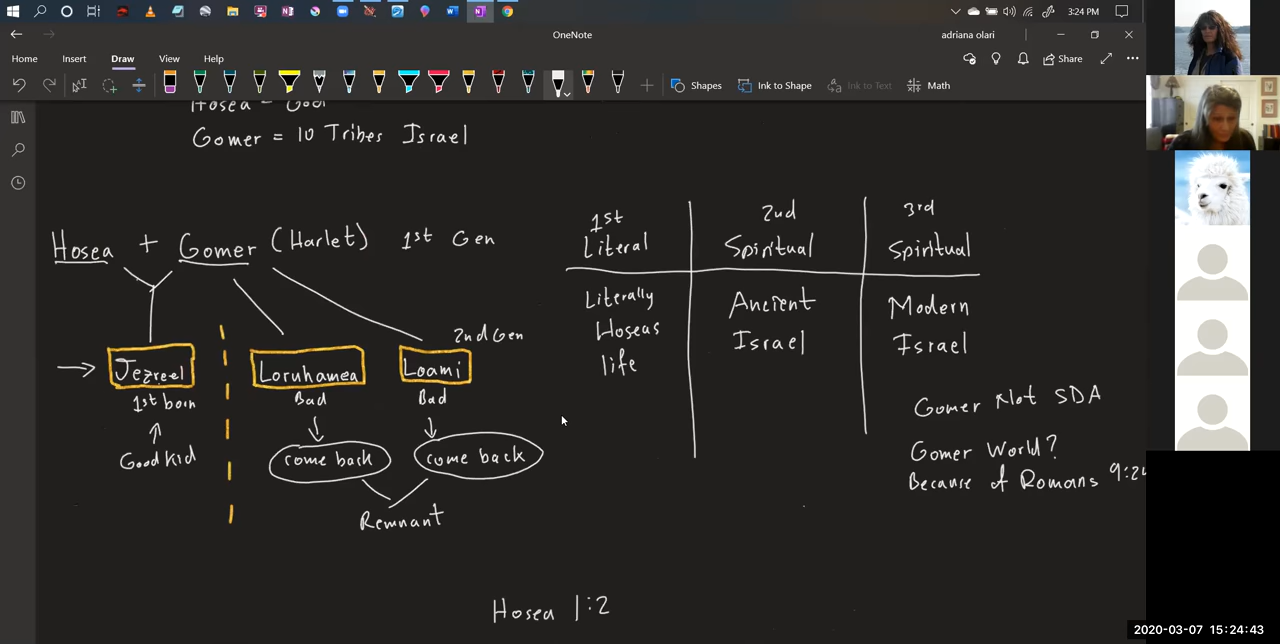 3:24 PM
OneNote
adriana olari
Home Insert Draw View Help
Share
Shapes Ink to Shape Ink to Text Math
Hosea = God
Gomer = 10 Tribes Israel
Hosea + Gomer (Harlet) 1st Gen
Jezreel
1st born
Good kid
Loruhamea
Bad
come back
2nd Gen
Loami
Bad
come back
Remnant
1st
Literal
2nd
Spiritual
3rd
Spiritual
Literally
Hoseas
life
Ancient
Israel
Modern
Israel
Gomer Not SDA
Gomer World?
Because of Romans 9:24
Hosea 1:2
2020-03-07 15:24:43